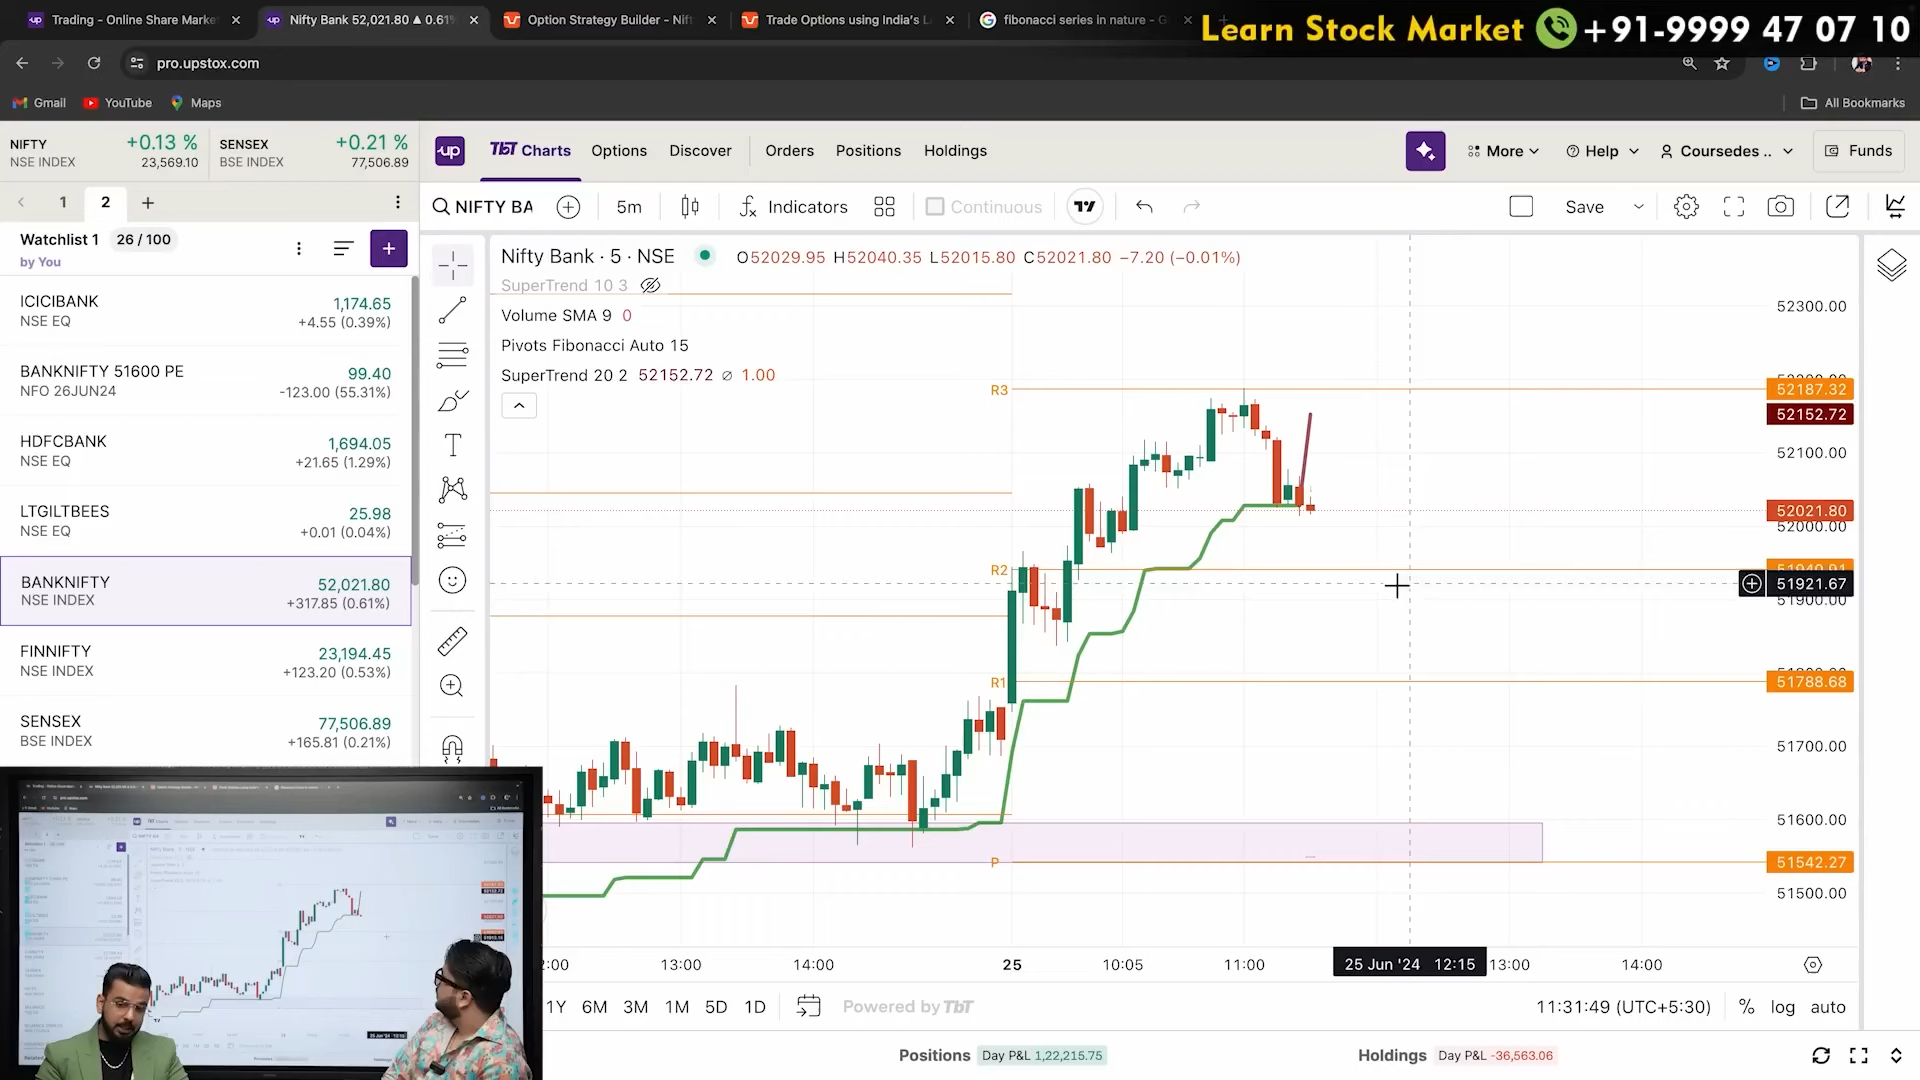 Trading - Online Share Marke
Nifty Bank 52,021.80 ▲ 0.61%
Option Strategy Builder - Nift
Trade Options using India's L
fibonacci series in nature - G
Learn Stock Market +91-9999 47 07 10
pro.upstox.com
Gmail YouTube Maps
All Bookmarks
NIFTY +0.13 %
NSE INDEX 23,569.10
SENSEX +0.21 %
BSE INDEX 77,506.89
up
TbT Charts Options Discover Orders Positions Holdings
More Help Coursedes .. Funds
1 2 +
NIFTY BA 5m Indicators Continuous
Save
Watchlist 1 26 / 100
by You
ICICIBANK 1,174.65
NSE EQ +4.55 (0.39%)
BANKNIFTY 51600 PE 99.40
NFO 26JUN24 -123.00 (55.31%)
HDFCBANK 1,694.05
NSE EQ +21.65 (1.29%)
LTGILTBEES 25.98
NSE EQ +0.01 (0.04%)
BANKNIFTY 52,021.80
NSE INDEX +317.85 (0.61%)
FINNIFTY 23,194.45
NSE INDEX +123.20 (0.53%)
SENSEX 77,506.89
BSE INDEX +165.81 (0.21%)
Nifty Bank · 5 · NSE O52029.95 H52040.35 L52015.80 C52021.80 −7.20 (−0.01%)
SuperTrend 10 3
Volume SMA 9 0
Pivots Fibonacci Auto 15
SuperTrend 20 2 52152.72 ∅ 1.00
R3
R2
R1
P
52300.00
52187.32
52152.72
52100.00
52021.80
52000.00
51940.91
51921.67
51900.00
51788.68
51700.00
51600.00
51542.27
51500.00
2:00 13:00 14:00 25 10:05 11:00 25 Jun '24 12:15 13:00 14:00
1Y 6M 3M 1M 5D 1D
Powered by TbT
11:31:49 (UTC+5:30) % log auto
Positions Day P&L 1,22,215.75
Holdings Day P&L -36,563.06